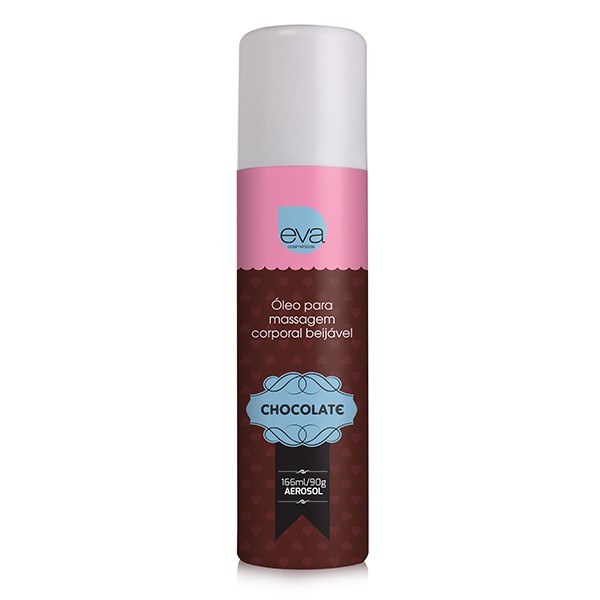 eva
cosméticos
Óleo para
massagem
corporal beijável
CHOCOLATE
166ml/90g
AEROSOL